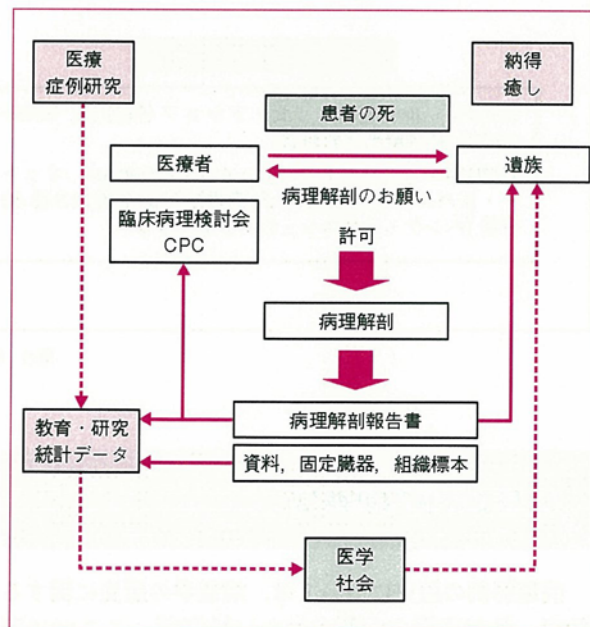 医療
症例研究
納得
癒し
患者の死
医療者
遺族
病理解剖のお願い
臨床病理検討会
CPC
許可
病理解剖
病理解剖報告書
教育・研究
統計データ
資料，固定臓器，組織標本
医学
社会